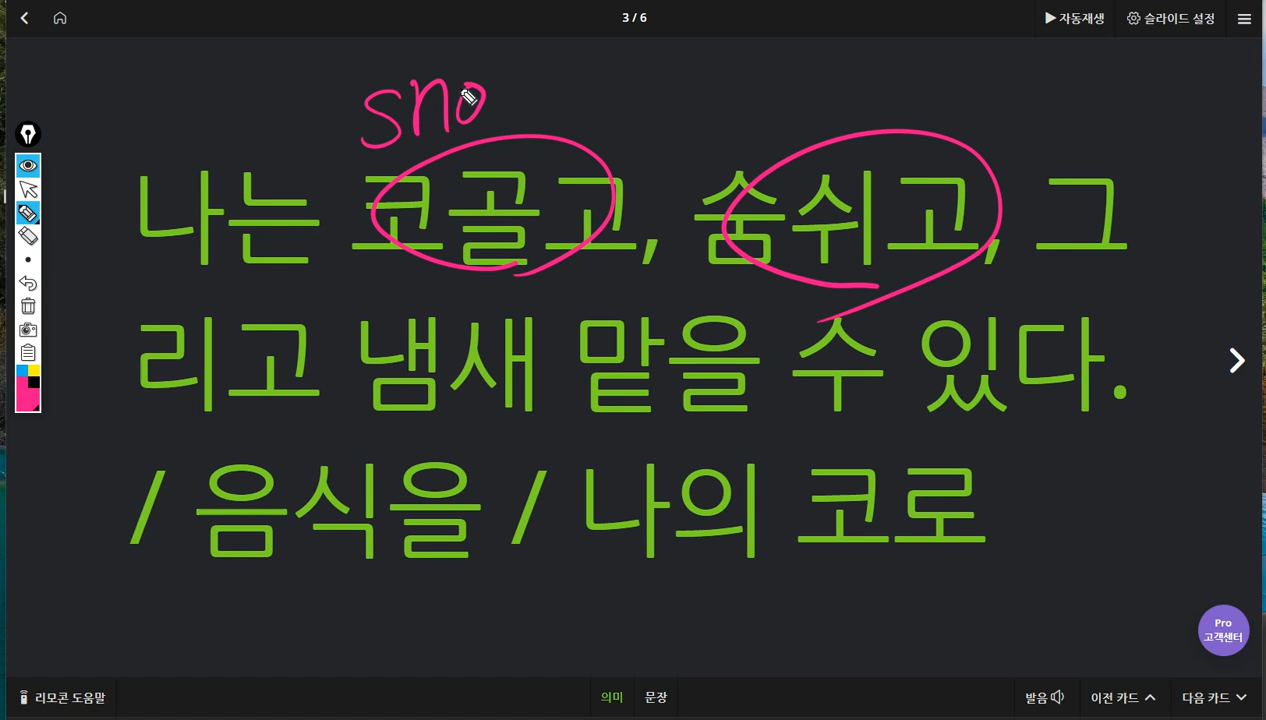 3 / 6
자동재생
슬라이드 설정
sno
나는 코골고, 숨쉬고, 그
리고 냄새 맡을 수 있다.
/ 음식을 / 나의 코로
Pro
고객센터
리모콘 도움말
의미
문장
발음
이전 카드
다음 카드